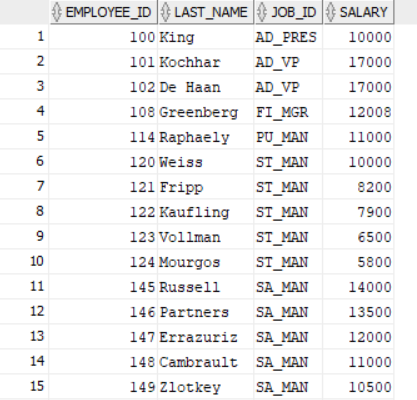 EMPLOYEE_ID LAST_NAME JOB_ID SALARY
1 100 King AD_PRES 10000
2 101 Kochhar AD_VP 17000
3 102 De Haan AD_VP 17000
4 108 Greenberg FI_MGR 12008
5 114 Raphaely PU_MAN 11000
6 120 Weiss ST_MAN 10000
7 121 Fripp ST_MAN 8200
8 122 Kaufling ST_MAN 7900
9 123 Vollman ST_MAN 6500
10 124 Mourgos ST_MAN 5800
11 145 Russell SA_MAN 14000
12 146 Partners SA_MAN 13500
13 147 Errazuriz SA_MAN 12000
14 148 Cambrault SA_MAN 11000
15 149 Zlotkey SA_MAN 10500